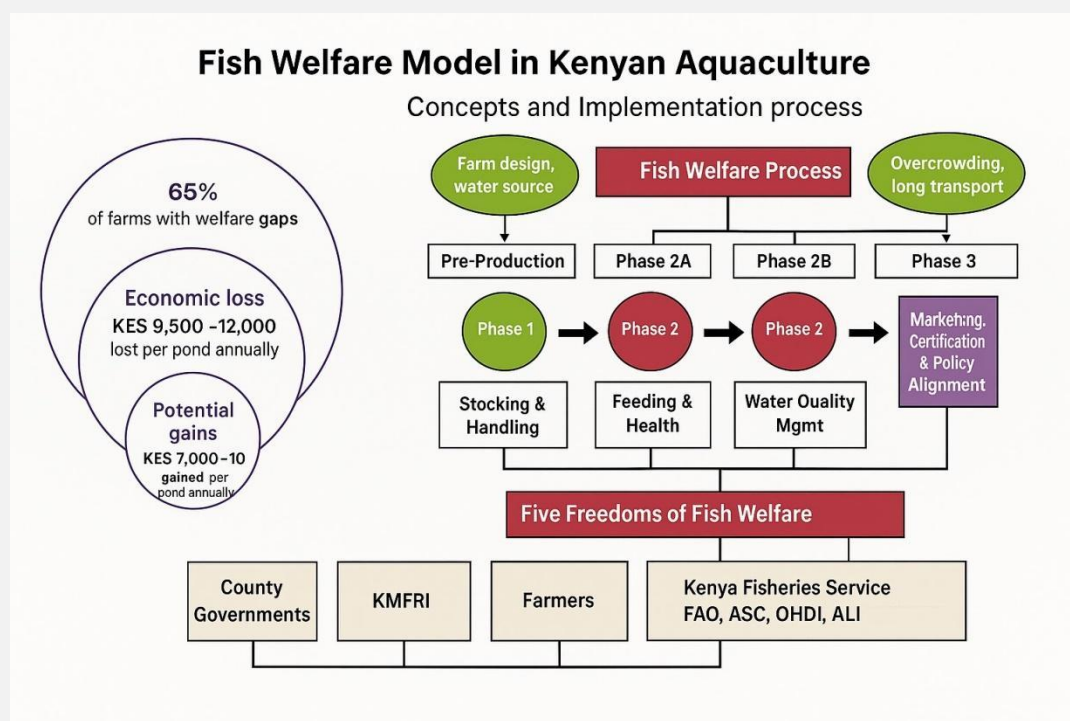 Fish Welfare Model in Kenyan Aquaculture
Concepts and Implementation process
65%
of farms with welfare gaps
Economic loss
KES 9,500 –12,000
lost per pond annually
Potential
gains
KES 7,000–10
gained per
pond annually
Farm design,
water source
Fish Welfare Process
Overcrowding,
long transport
Pre-Production
Phase 2A
Phase 2B
Phase 3
Phase 1
Phase 2
Phase 2
Marketing.
Certification
& Policy
Alignment
Stocking &
Handling
Feeding &
Health
Water Ouality
Mgmt
Five Freedoms of Fish Welfare
County
Governments
KMFRI
Farmers
Kenya Fisheries Service
FAO, ASC, OHDI, ALI